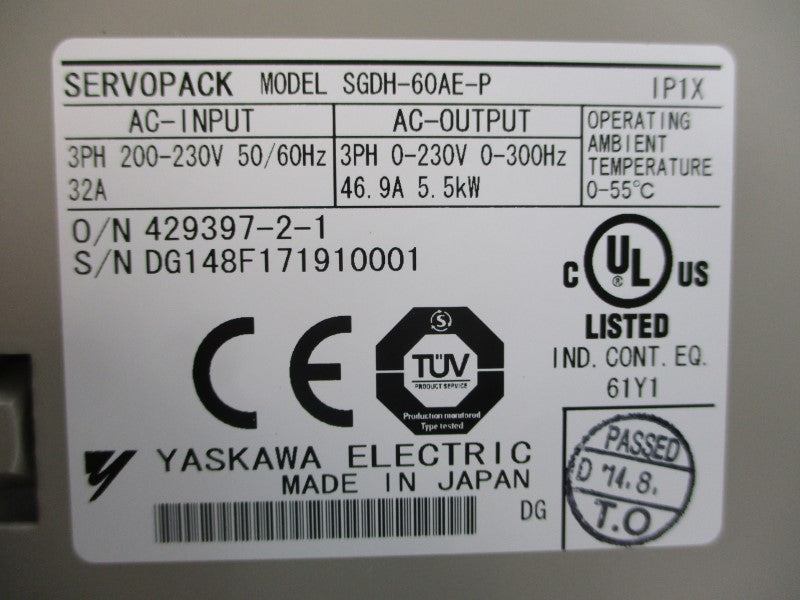 SERVOPACK MODEL SGDH-60AE-P IP1X
AC-INPUT
3PH 200-230V 50/60Hz
32A
AC-OUTPUT
3PH 0-230V 0-300Hz
46.9A 5.5kW
OPERATING
AMBIENT
TEMPERATURE
0-55°C
O/N 429397-2-1
S/N DG148F171910001
C UL ® US
LISTED
IND. CONT. EQ.
61Y1
CE
S
TÜV
PRODUCT SERVICE
Production monitored
Type tested
YASKAWA ELECTRIC
MADE IN JAPAN
DG
PASSED
D '14.8.
T.O